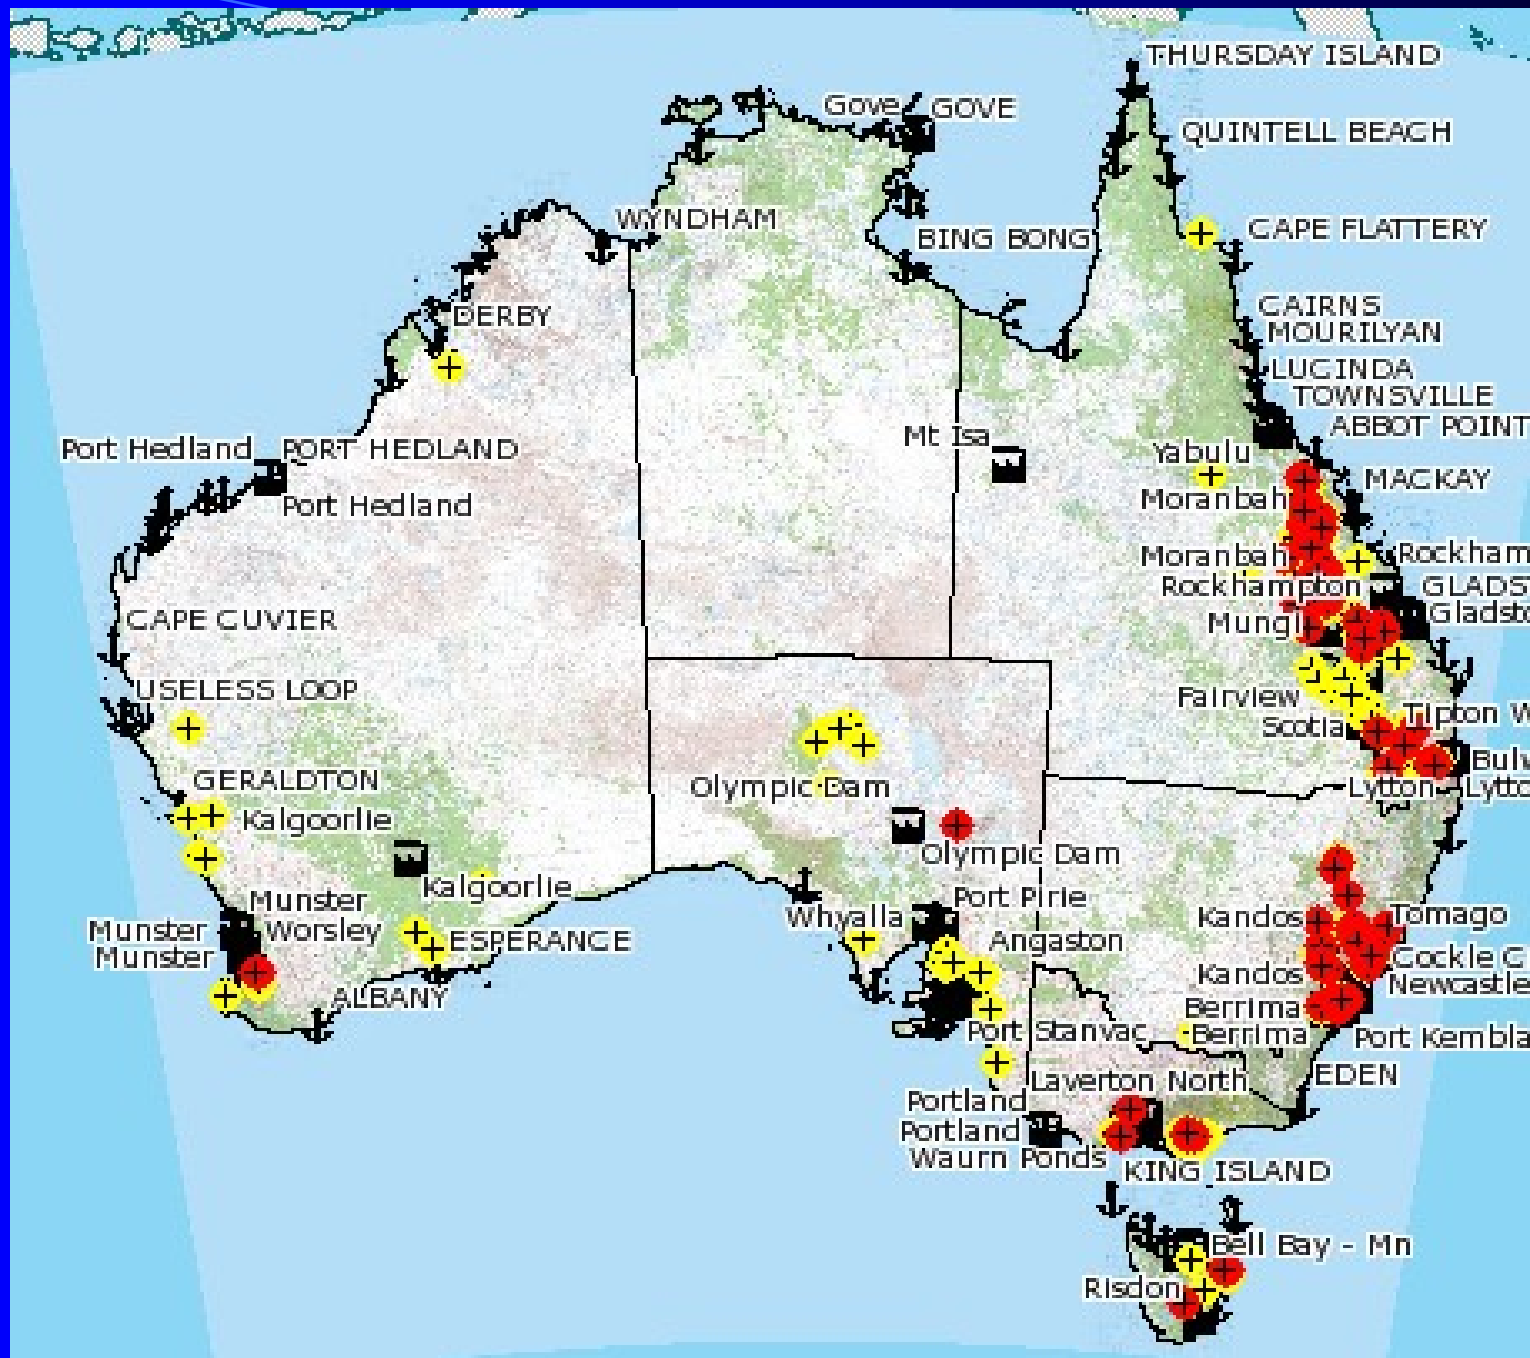 THURSDAY ISLAND
Gove GOVE
QUINTELL BEACH
WYNDHAM
CAPE FLATTERY
BING BONG
CAIRNS
DERBY
MOURILYAN
LUCINDA
TOWNSVILLE
ABBOT POINT
Mt Isa
Port Hedland PORT HEDLAND
Yabulu
MACKAY
Moranbah
Port Hedland
Moranbah
Rockham
Rockhampton
GLADS
Gladsto
CAPE CUVIER
Mungi
USELESS LOOP
Fairview
Tipton W
Scotia
Bulw
GERALDTON
Olympic Dam
Lytton
Lytto
Kalgoorlie
Olympic Dam
Kalgoorlie
Port Pirie
Munster
Whyalla
Kandos
Tomago
Munster
Worsley
ESPERANCE
Angaston
Munster
Cockle C
Kandos
Newcastle
ALBANY
Berrima
Port Stanvac
Berrima
Port Kembla
EDEN
Laverton North
Portland
Portland
Waurn Ponds
KING ISLAND
Bell Bay - Mn
Risdon